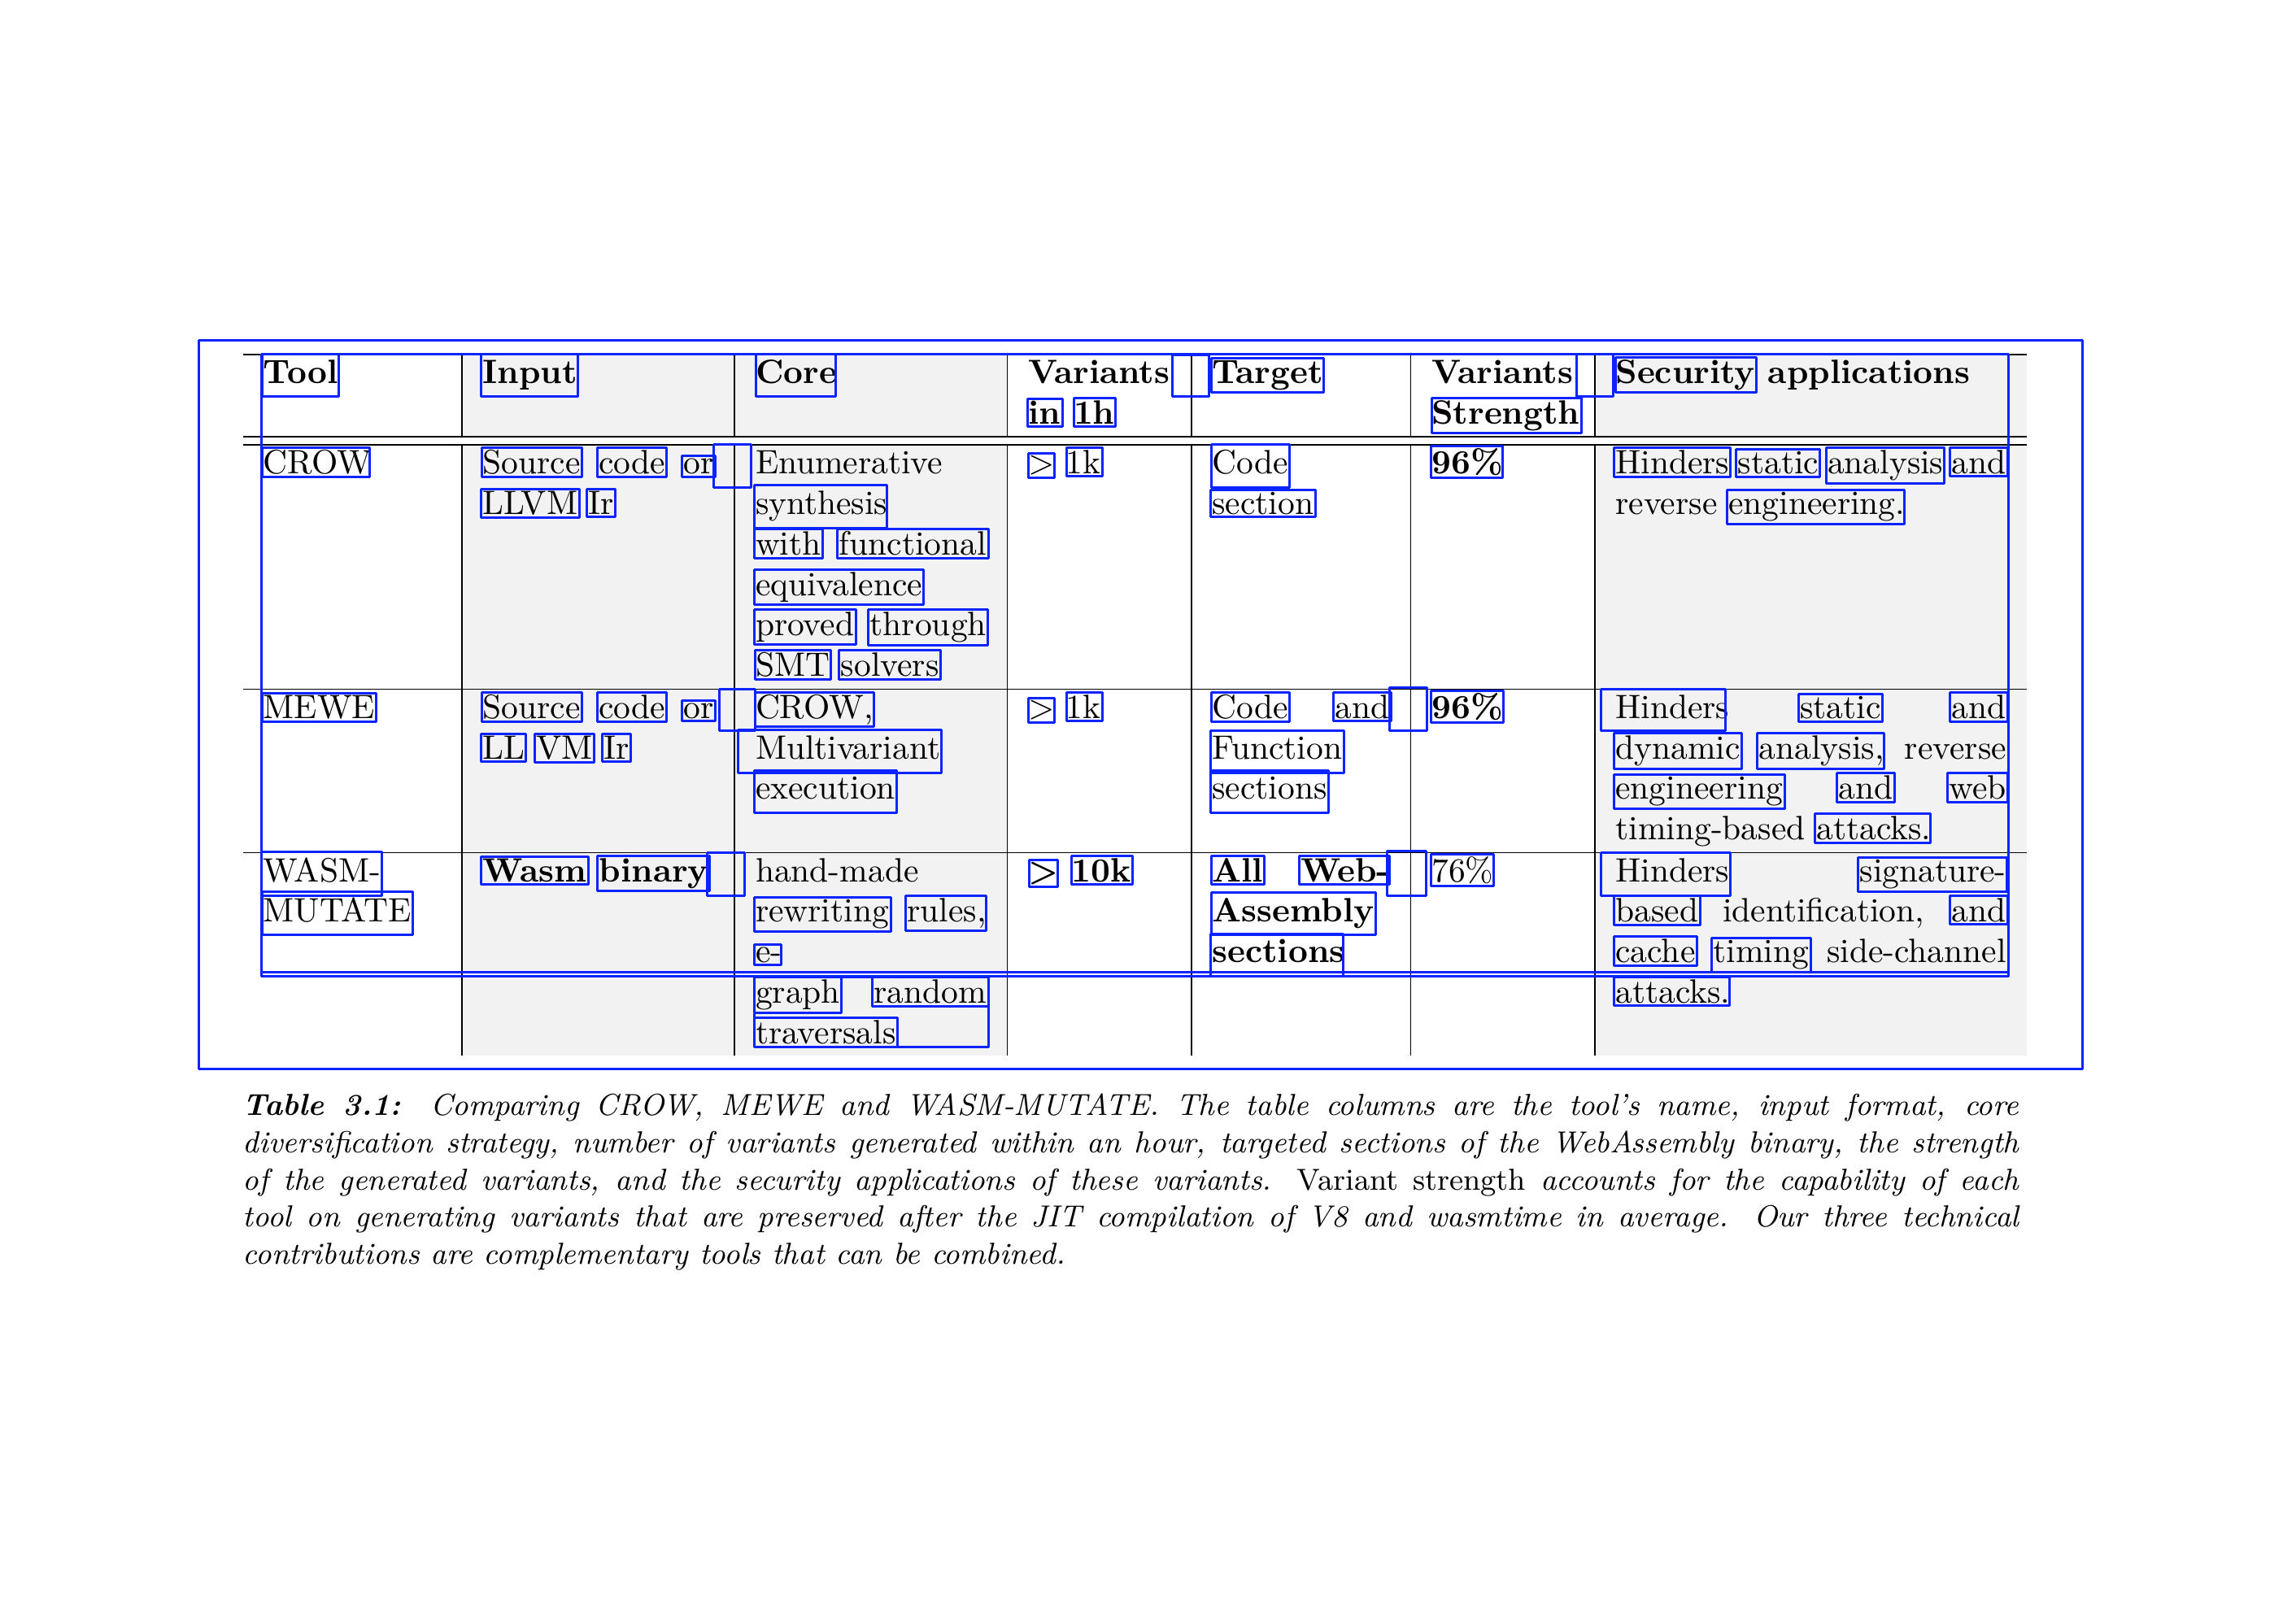 Tool Input Core Variants in 1h Target Variants Strength Security applications
CROW Source code or LLVM Ir Enumerative synthesis with functional equivalence proved through SMT solvers > 1k Code section 96% Hinders static analysis and reverse engineering.
MEWE Source code or LLVM Ir CROW, Multivariant execution > 1k Code and Function sections 96% Hinders static and dynamic analysis, reverse engineering and web timing-based attacks.
WASM-MUTATE Wasm binary hand-made rewriting rules, e-graph random traversals > 10k All Web-Assembly sections 76% Hinders signature-based identification, and cache timing side-channel attacks.
Table 3.1: Comparing CROW, MEWE and WASM-MUTATE. The table columns are the tool's name, input format, core
diversification strategy, number of variants generated within an hour, targeted sections of the WebAssembly binary, the strength
of the generated variants, and the security applications of these variants. Variant strength accounts for the capability of each
tool on generating variants that are preserved after the JIT compilation of V8 and wasmtime in average. Our three technical
contributions are complementary tools that can be combined.